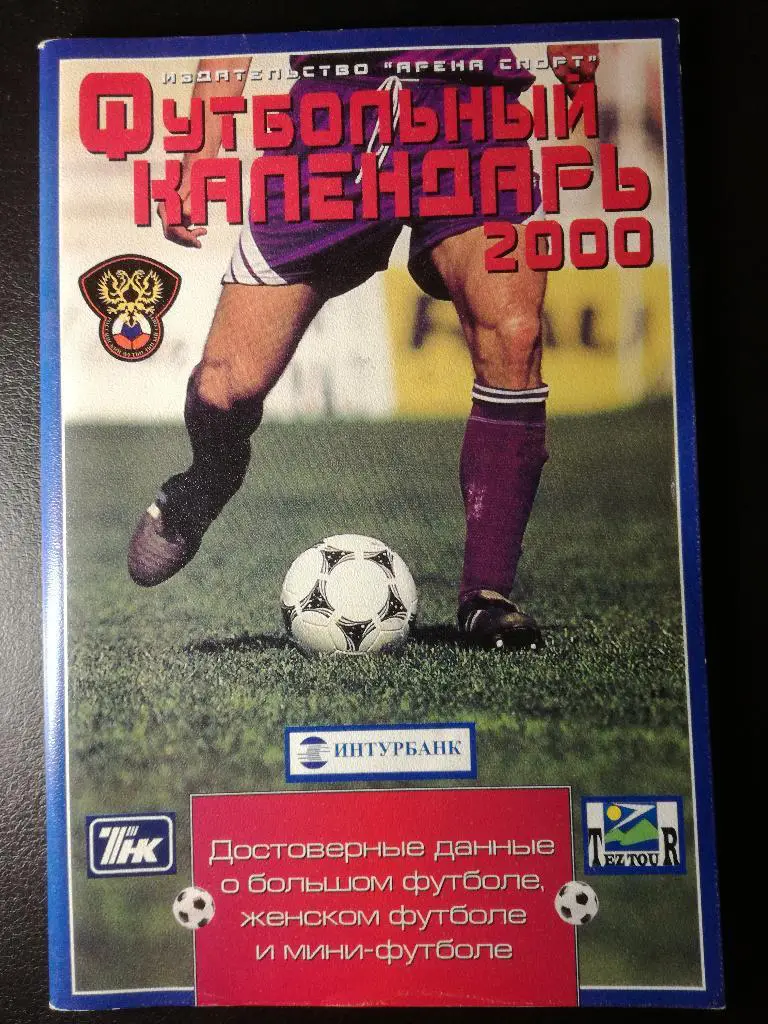 ИЗДАТЕЛЬСТВО "АРЕНА СПОРТ"
ФУТБОЛЬНЫЙ
КАЛЕНДАРЬ
2000
ИНТУРБАНК
ТНК
TEZ TOUR
Достоверные данные
о большом футболе,
женском футболе
и мини-футболе